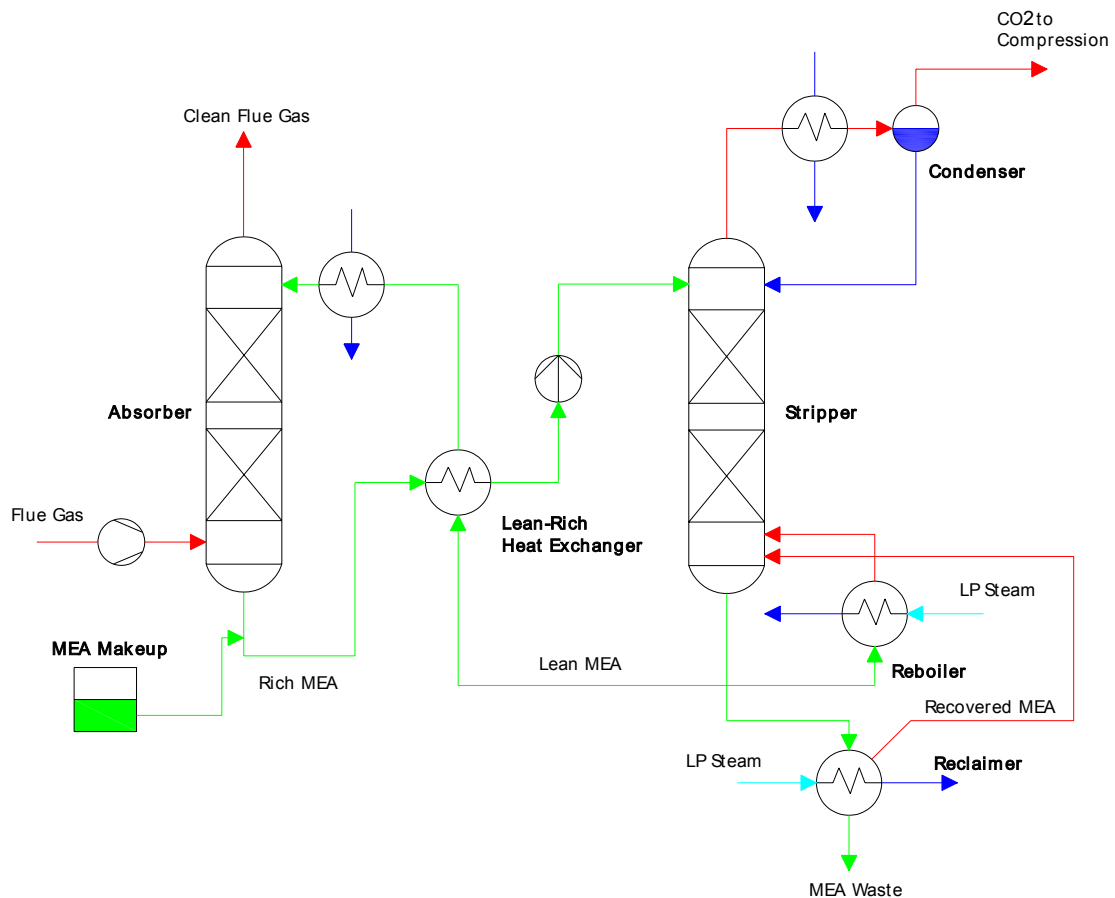 CO2 to
Compression
Clean Flue Gas
Condenser
Absorber
Stripper
Flue Gas
Lean-Rich
Heat Exchanger
LP Steam
MEA Makeup
Lean MEA
Reboiler
Rich MEA
Recovered MEA
LP Steam
Reclaimer
MEA Waste